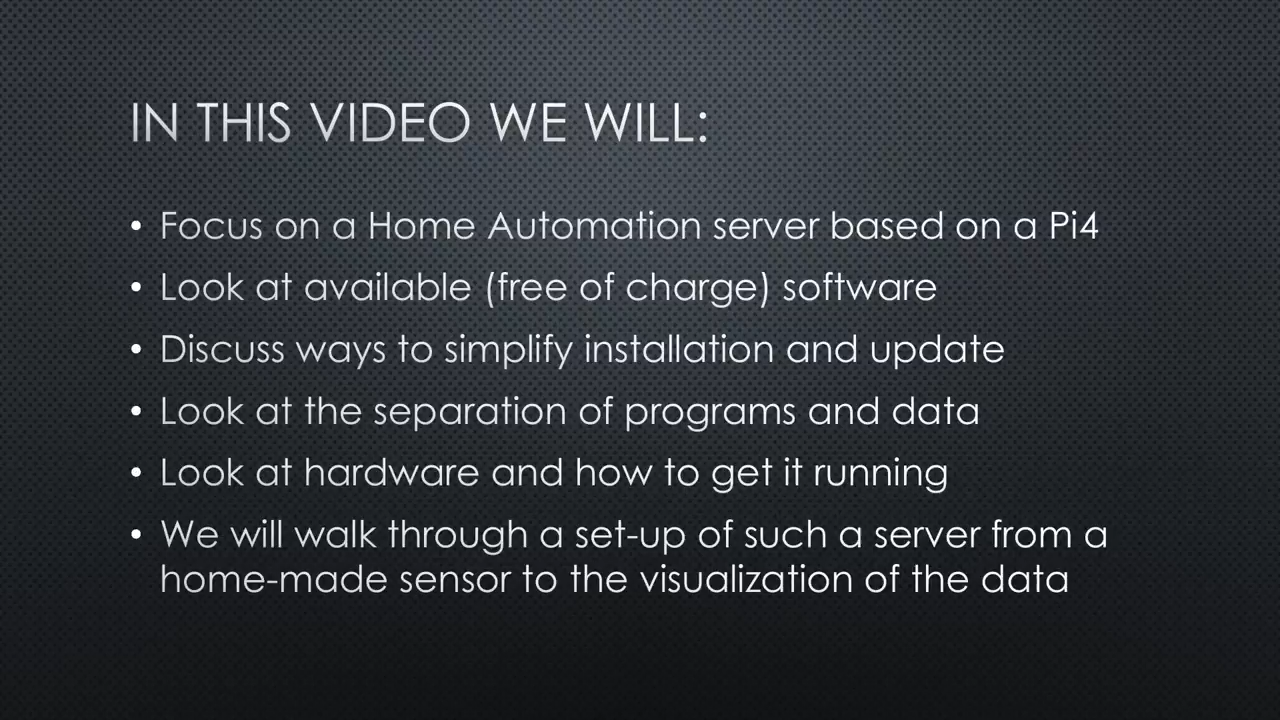 IN THIS VIDEO WE WILL:
• Focus on a Home Automation server based on a Pi4
• Look at available (free of charge) software
• Discuss ways to simplify installation and update
• Look at the separation of programs and data
• Look at hardware and how to get it running
• We will walk through a set-up of such a server from a
home-made sensor to the visualization of the data